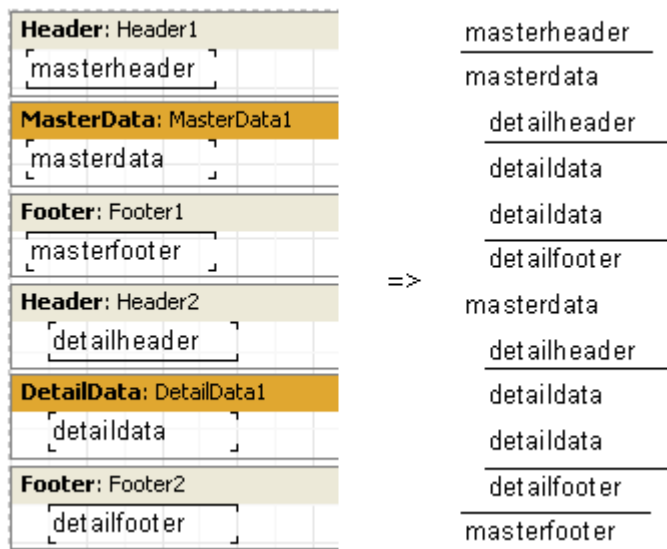 Header: Header1
masterheader
MasterData: MasterData1
masterdata
Footer: Footer1
masterfooter
Header: Header2
detailheader
DetailData: DetailData1
detaildata
Footer: Footer2
detailfooter
=>
masterheader
masterdata
detailheader
detaildata
detaildata
detailfooter
masterdata
detailheader
detaildata
detaildata
detailfooter
masterfooter